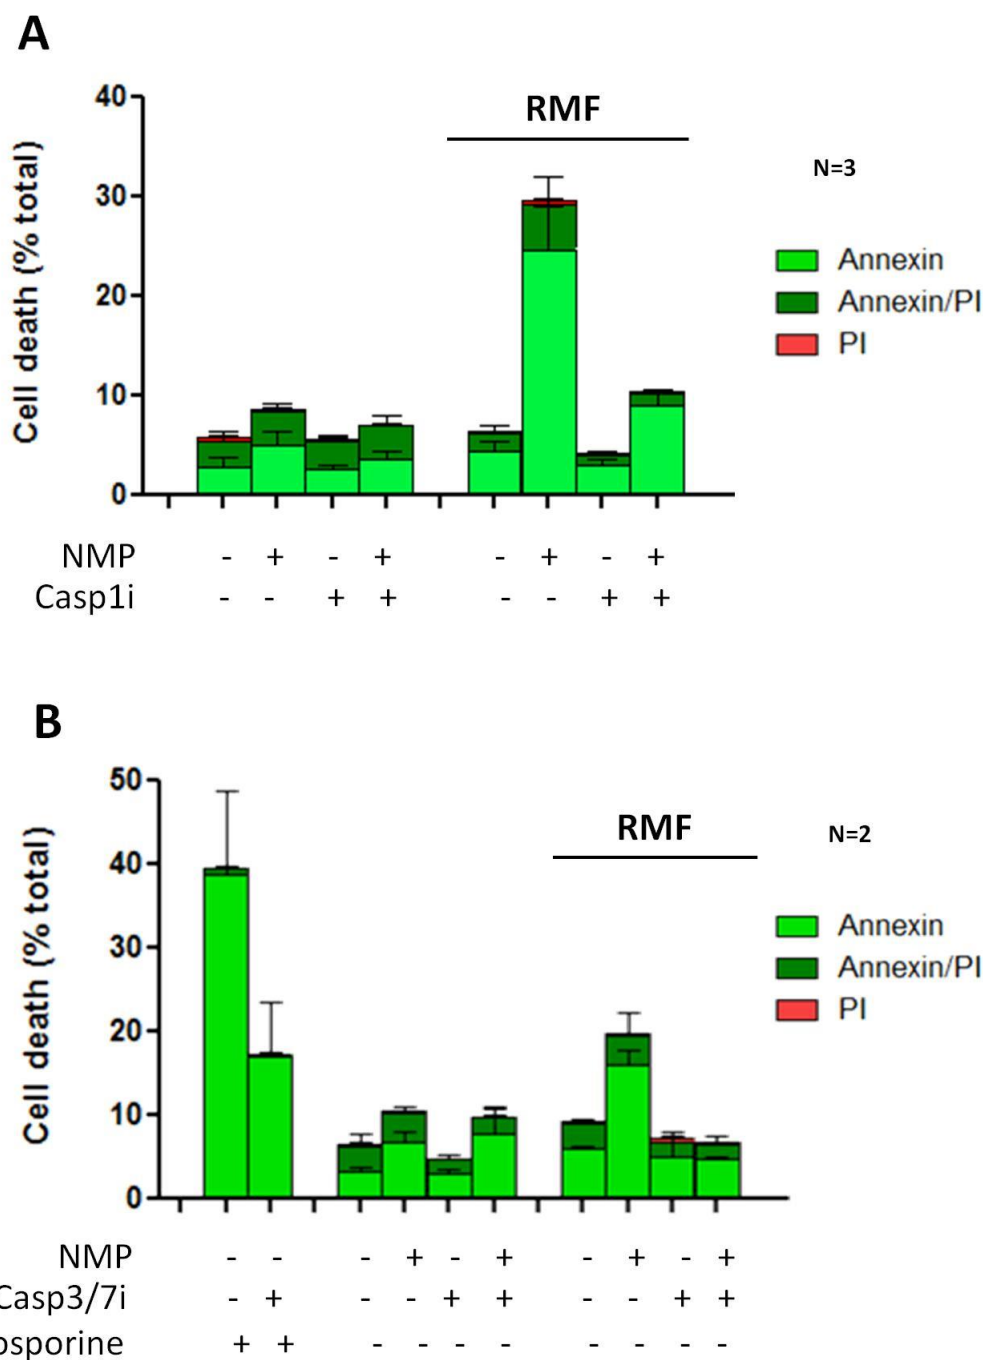 A
40
30
20
10
0
Cell death (% total)
RMF
N=3
Annexin
Annexin/PI
PI
NMP - + - + - + - +
Casp1i - - + + - - + +
B
50
40
30
20
10
0
Cell death (% total)
RMF
N=2
Annexin
Annexin/PI
PI
NMP - - - + - + - + - +
Casp3/7i - + - - + + - - + +
osporine + + - - - - - - - -